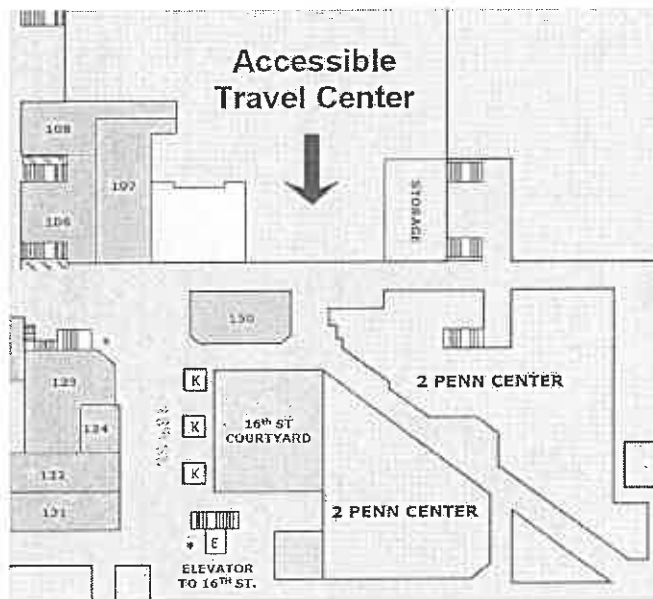 Accessible
Travel Center
108
107
STORAGE
106
130
2 PENN CENTER
123
K
16th ST
COURTYARD
124
K
122
K
121
2 PENN CENTER
*
E
*
ELEVATOR
TO 16TH ST.